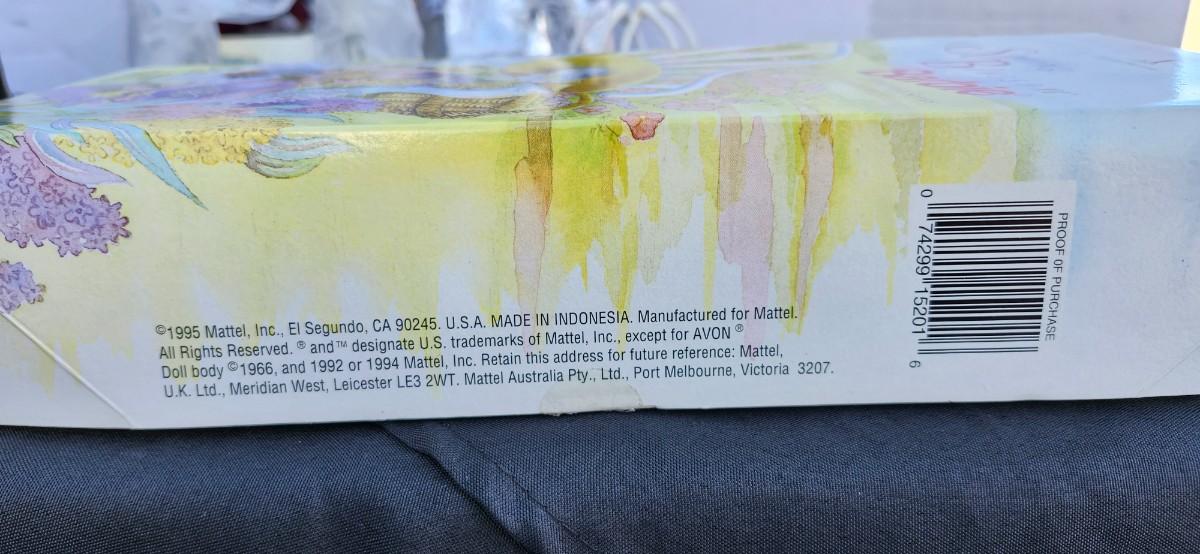 ©1995 Mattel, Inc., El Segundo, CA 90245. U.S.A. MADE IN INDONESIA. Manufactured for Mattel.
All Rights Reserved. ® and ™ designate U.S. trademarks of Mattel, Inc., except for AVON ®
Doll body ©1966, and 1992 or 1994 Mattel, Inc. Retain this address for future reference: Mattel,
U.K. Ltd., Meridian West, Leicester LE3 2WT. Mattel Australia Pty., Ltd., Port Melbourne, Victoria 3207.
PROOF OF PURCHASE
0 74299 15201 6